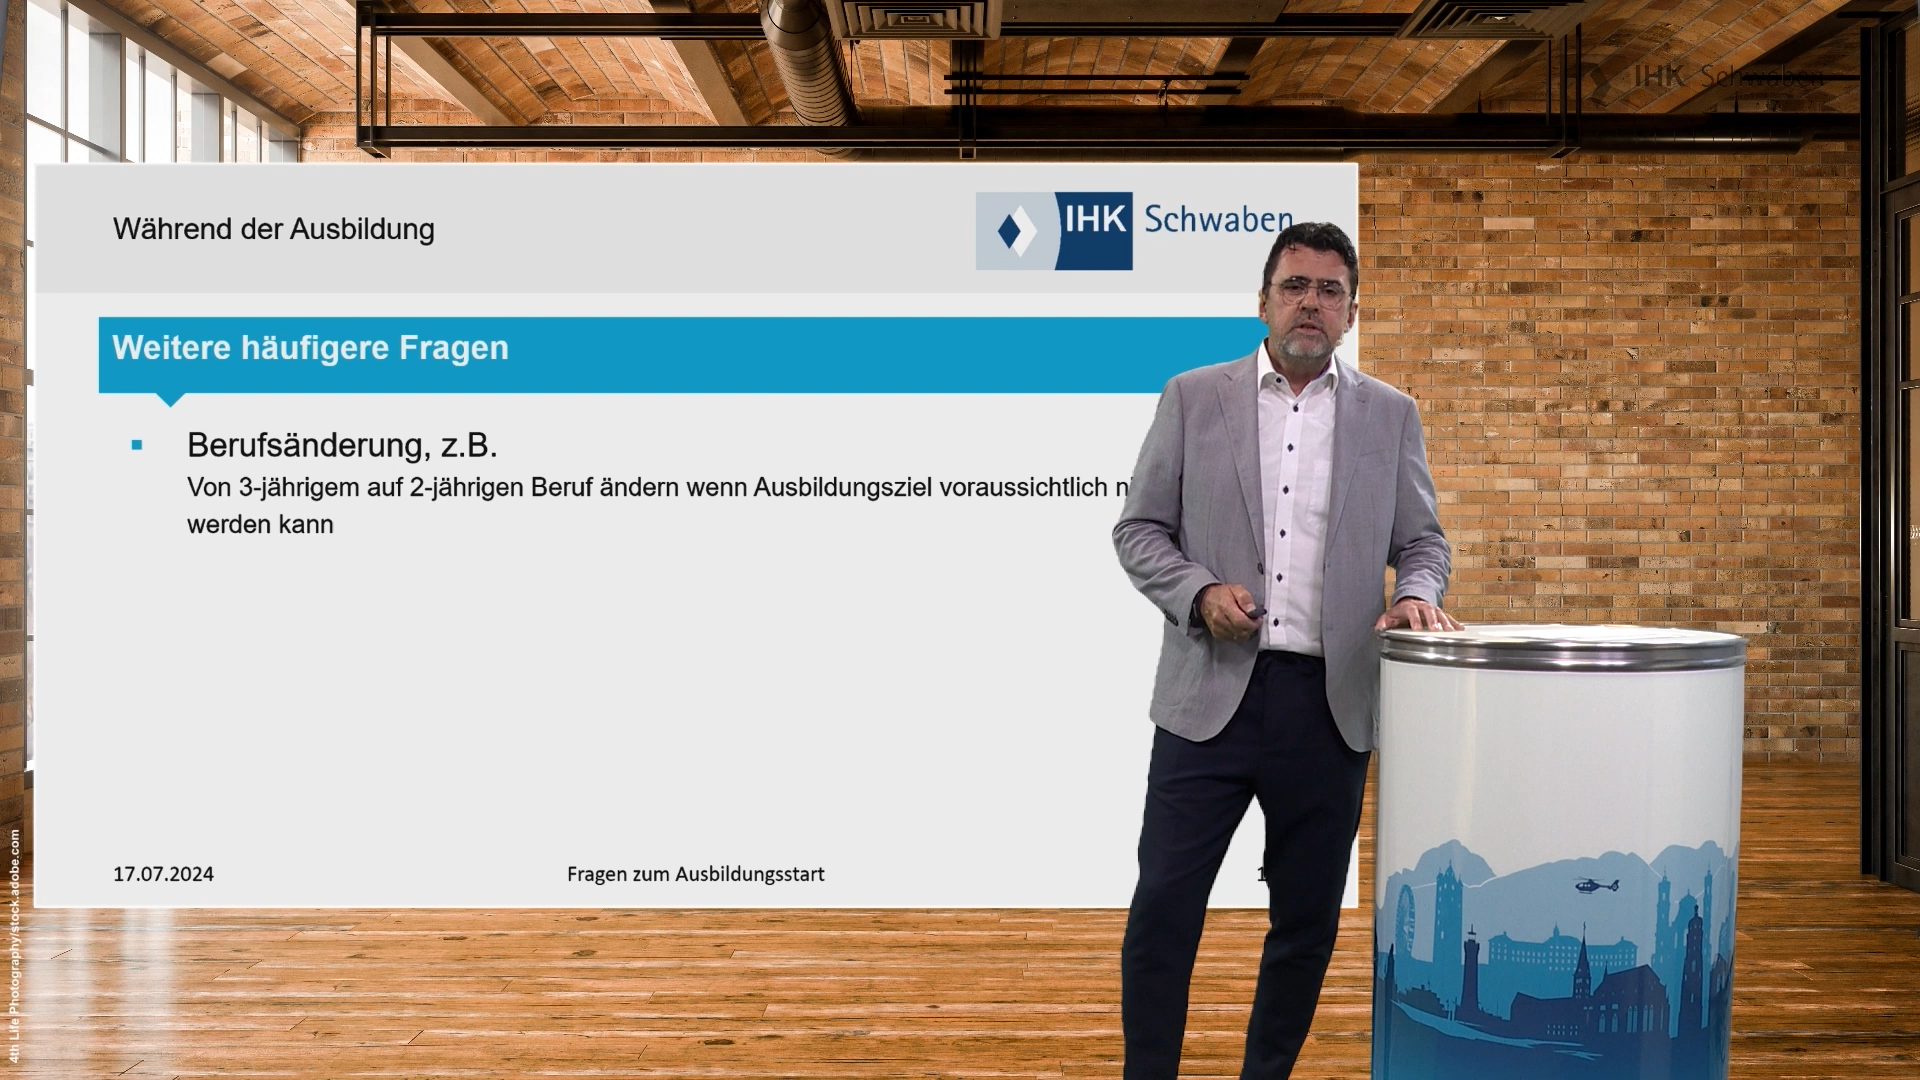 IHK Schwaben
Während der Ausbildung
IHK Schwaben
Weitere häufigere Fragen
Berufsänderung, z.B.
Von 3-jährigem auf 2-jährigen Beruf ändern wenn Ausbildungsziel voraussichtlich
werden kann
17.07.2024
Fragen zum Ausbildungsstart
4th Life Photography/stock.adobe.com